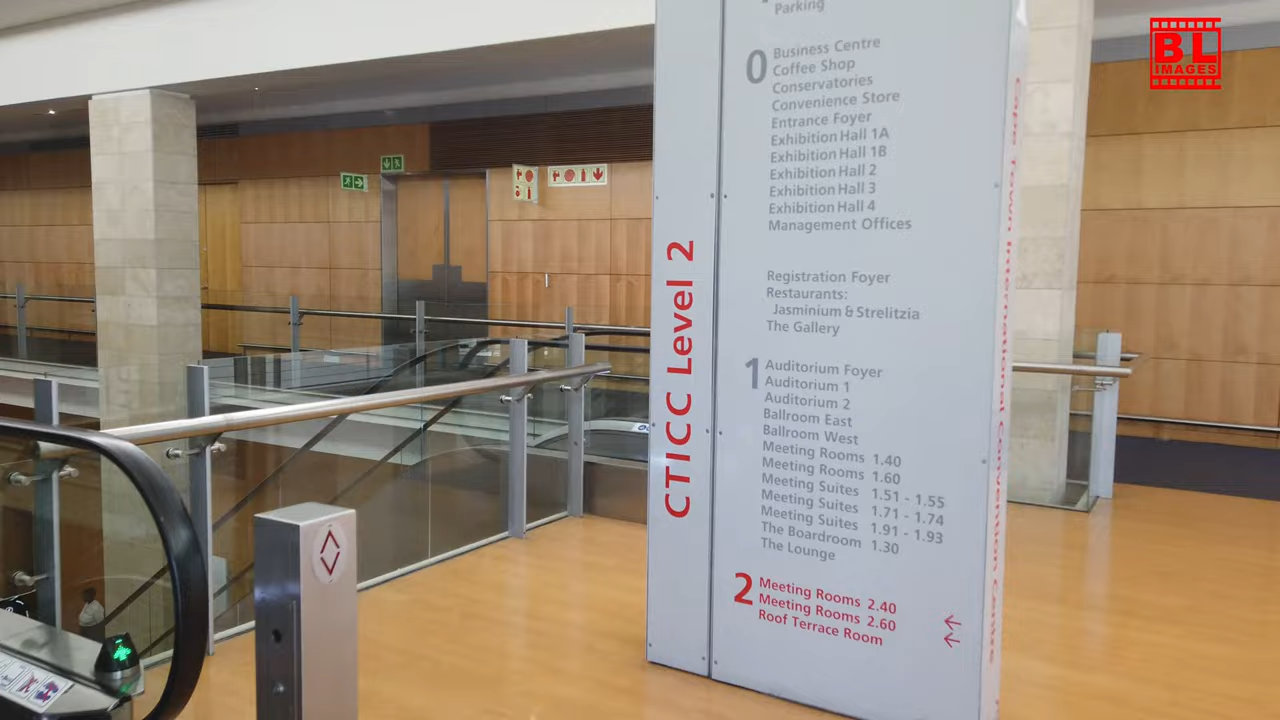 Parking
0 Business Centre
Coffee Shop
Conservatories
Convenience Store
Entrance Foyer
Exhibition Hall 1A
Exhibition Hall 1B
Exhibition Hall 2
Exhibition Hall 3
Exhibition Hall 4
Management Offices
Registration Foyer
Restaurants:
Jasminium & Strelitzia
The Gallery
1 Auditorium Foyer
Auditorium 1
Auditorium 2
Ballroom East
Ballroom West
Meeting Rooms 1.40
Meeting Rooms 1.60
Meeting Suites 1.51 - 1.55
Meeting Suites 1.71 - 1.74
Meeting Suites 1.91 - 1.93
The Boardroom 1.30
The Lounge
2 Meeting Rooms 2.40
Meeting Rooms 2.60
Roof Terrace Room
CTICC Level 2
Cape Town International Convention Centre
BL
IMAGES